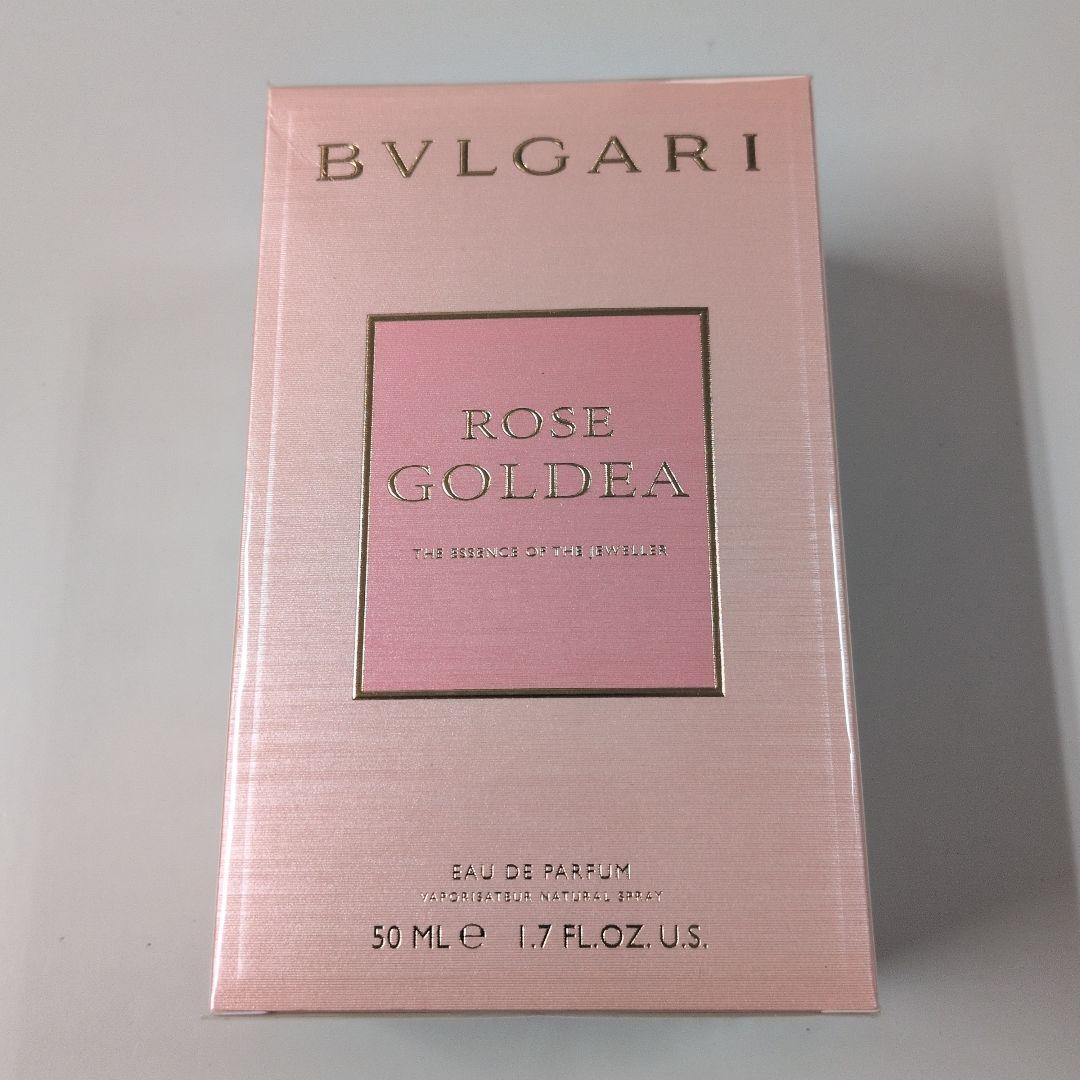 BVLGARI
ROSE
GOLDEA
THE ESSENCE OF THE JEWELLER
EAU DE PARFUM
VAPORISATEUR NATURAL SPRAY
50 ML ℮ 1.7 FL.OZ. U.S.